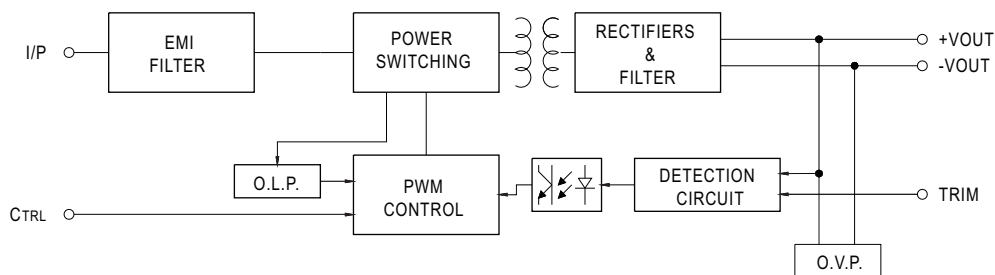 I/P
EMI
FILTER
POWER
SWITCHING
RECTIFIERS
&
FILTER
+VOUT
-VOUT
O.L.P.
PWM
CONTROL
DETECTION
CIRCUIT
TRIM
CTRL
O.V.P.